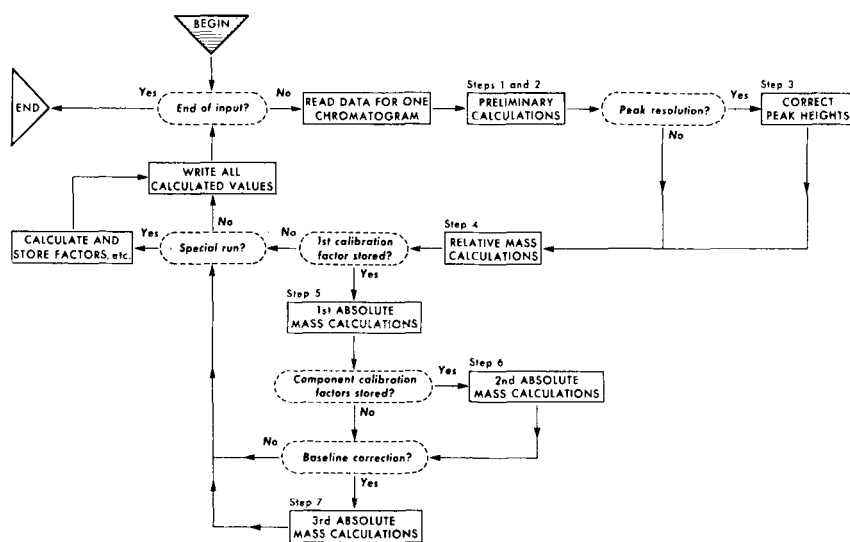 BEGIN
END
Yes
End of input?
No
READ DATA FOR ONE
CHROMATOGRAM
Steps 1 and 2
PRELIMINARY
CALCULATIONS
Peak resolution?
Yes
Step 3
CORRECT
PEAK HEIGHTS
No
WRITE ALL
CALCULATED VALUES
No
CALCULATE AND
STORE FACTORS, etc.
Yes
Special run?
No
1st calibration
factor stored?
Step 4
RELATIVE MASS
CALCULATIONS
Yes
Step 5
1st ABSOLUTE
MASS CALCULATIONS
Component calibration
factors stored?
Yes
Step 6
2nd ABSOLUTE
MASS CALCULATIONS
No
No
Baseline correction?
Yes
Step 7
3rd ABSOLUTE
MASS CALCULATIONS